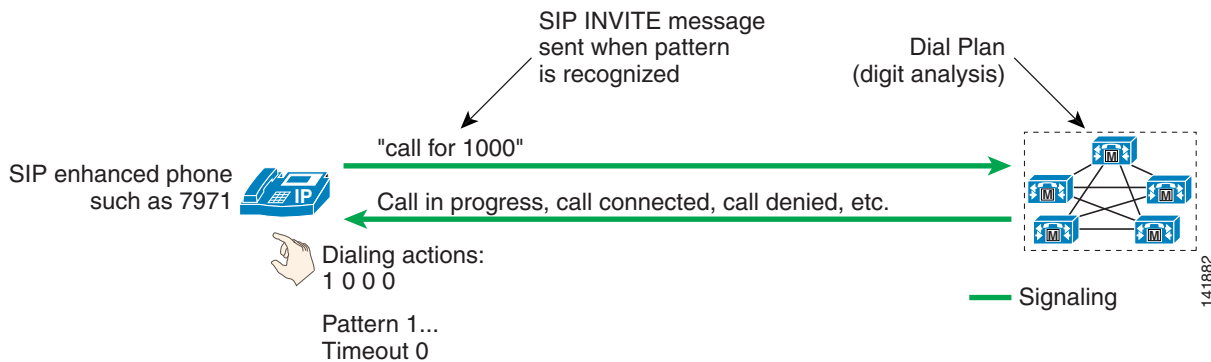 SIP INVITE message
sent when pattern
is recognized
Dial Plan
(digit analysis)
"call for 1000"
SIP enhanced phone
such as 7971
IP
Call in progress, call connected, call denied, etc.
M
M
M
M
M
Dialing actions:
1 0 0 0
Pattern 1...
Timeout 0
Signaling
141882